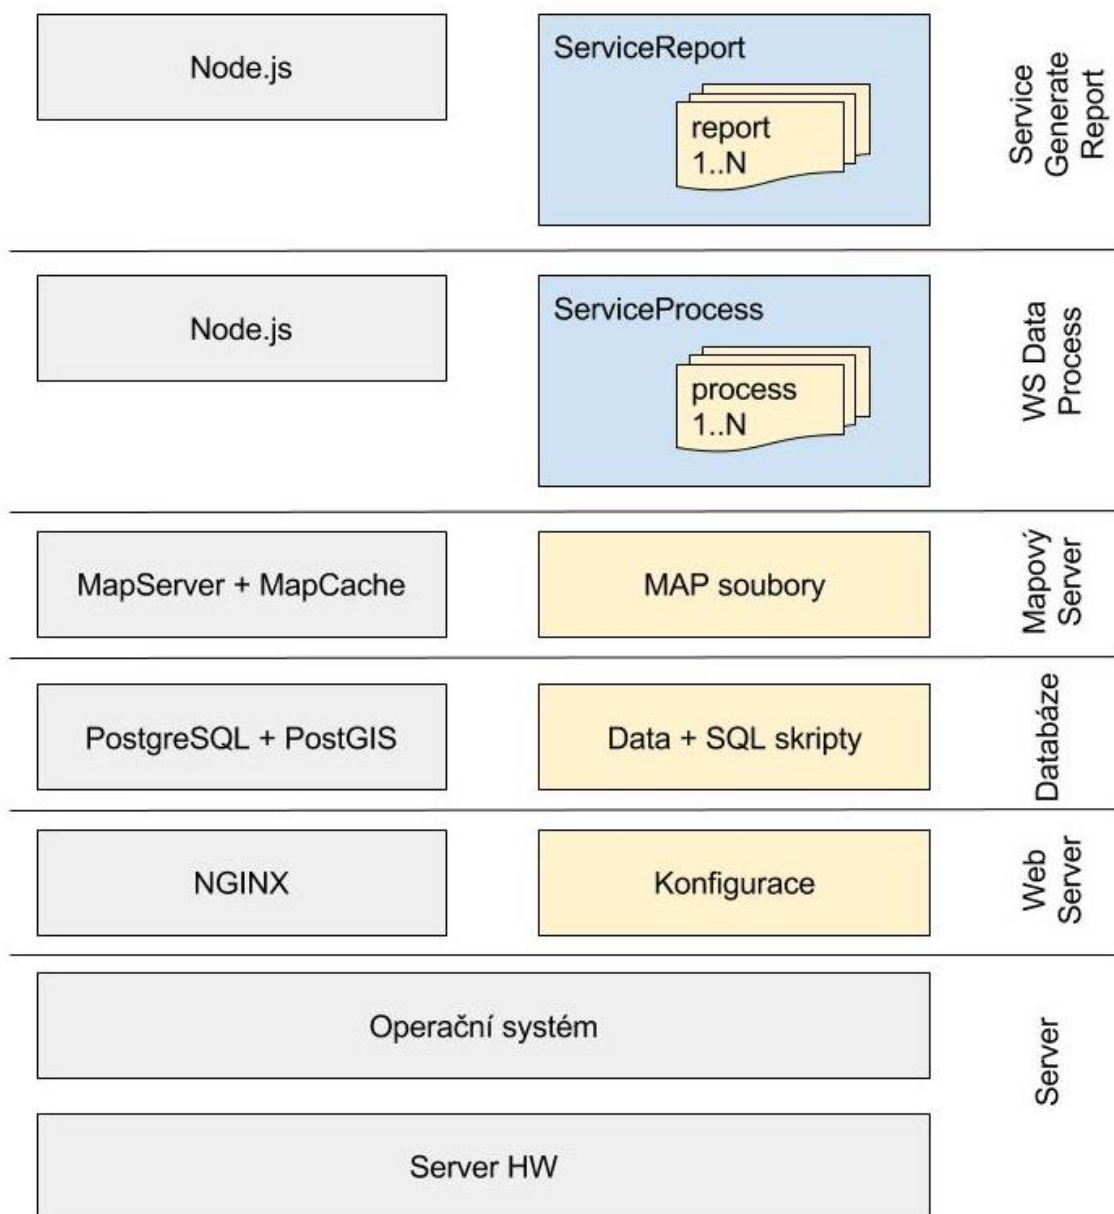 Node.js
ServiceReport
report
1..N
Service
Generate
Report
Node.js
ServiceProcess
process
1..N
WS Data
Process
MapServer + MapCache
MAP soubory
Mapový
Server
PostgreSQL + PostGIS
Data + SQL skripty
Databáze
NGINX
Konfigurace
Web
Server
Operační systém
Server
Server HW